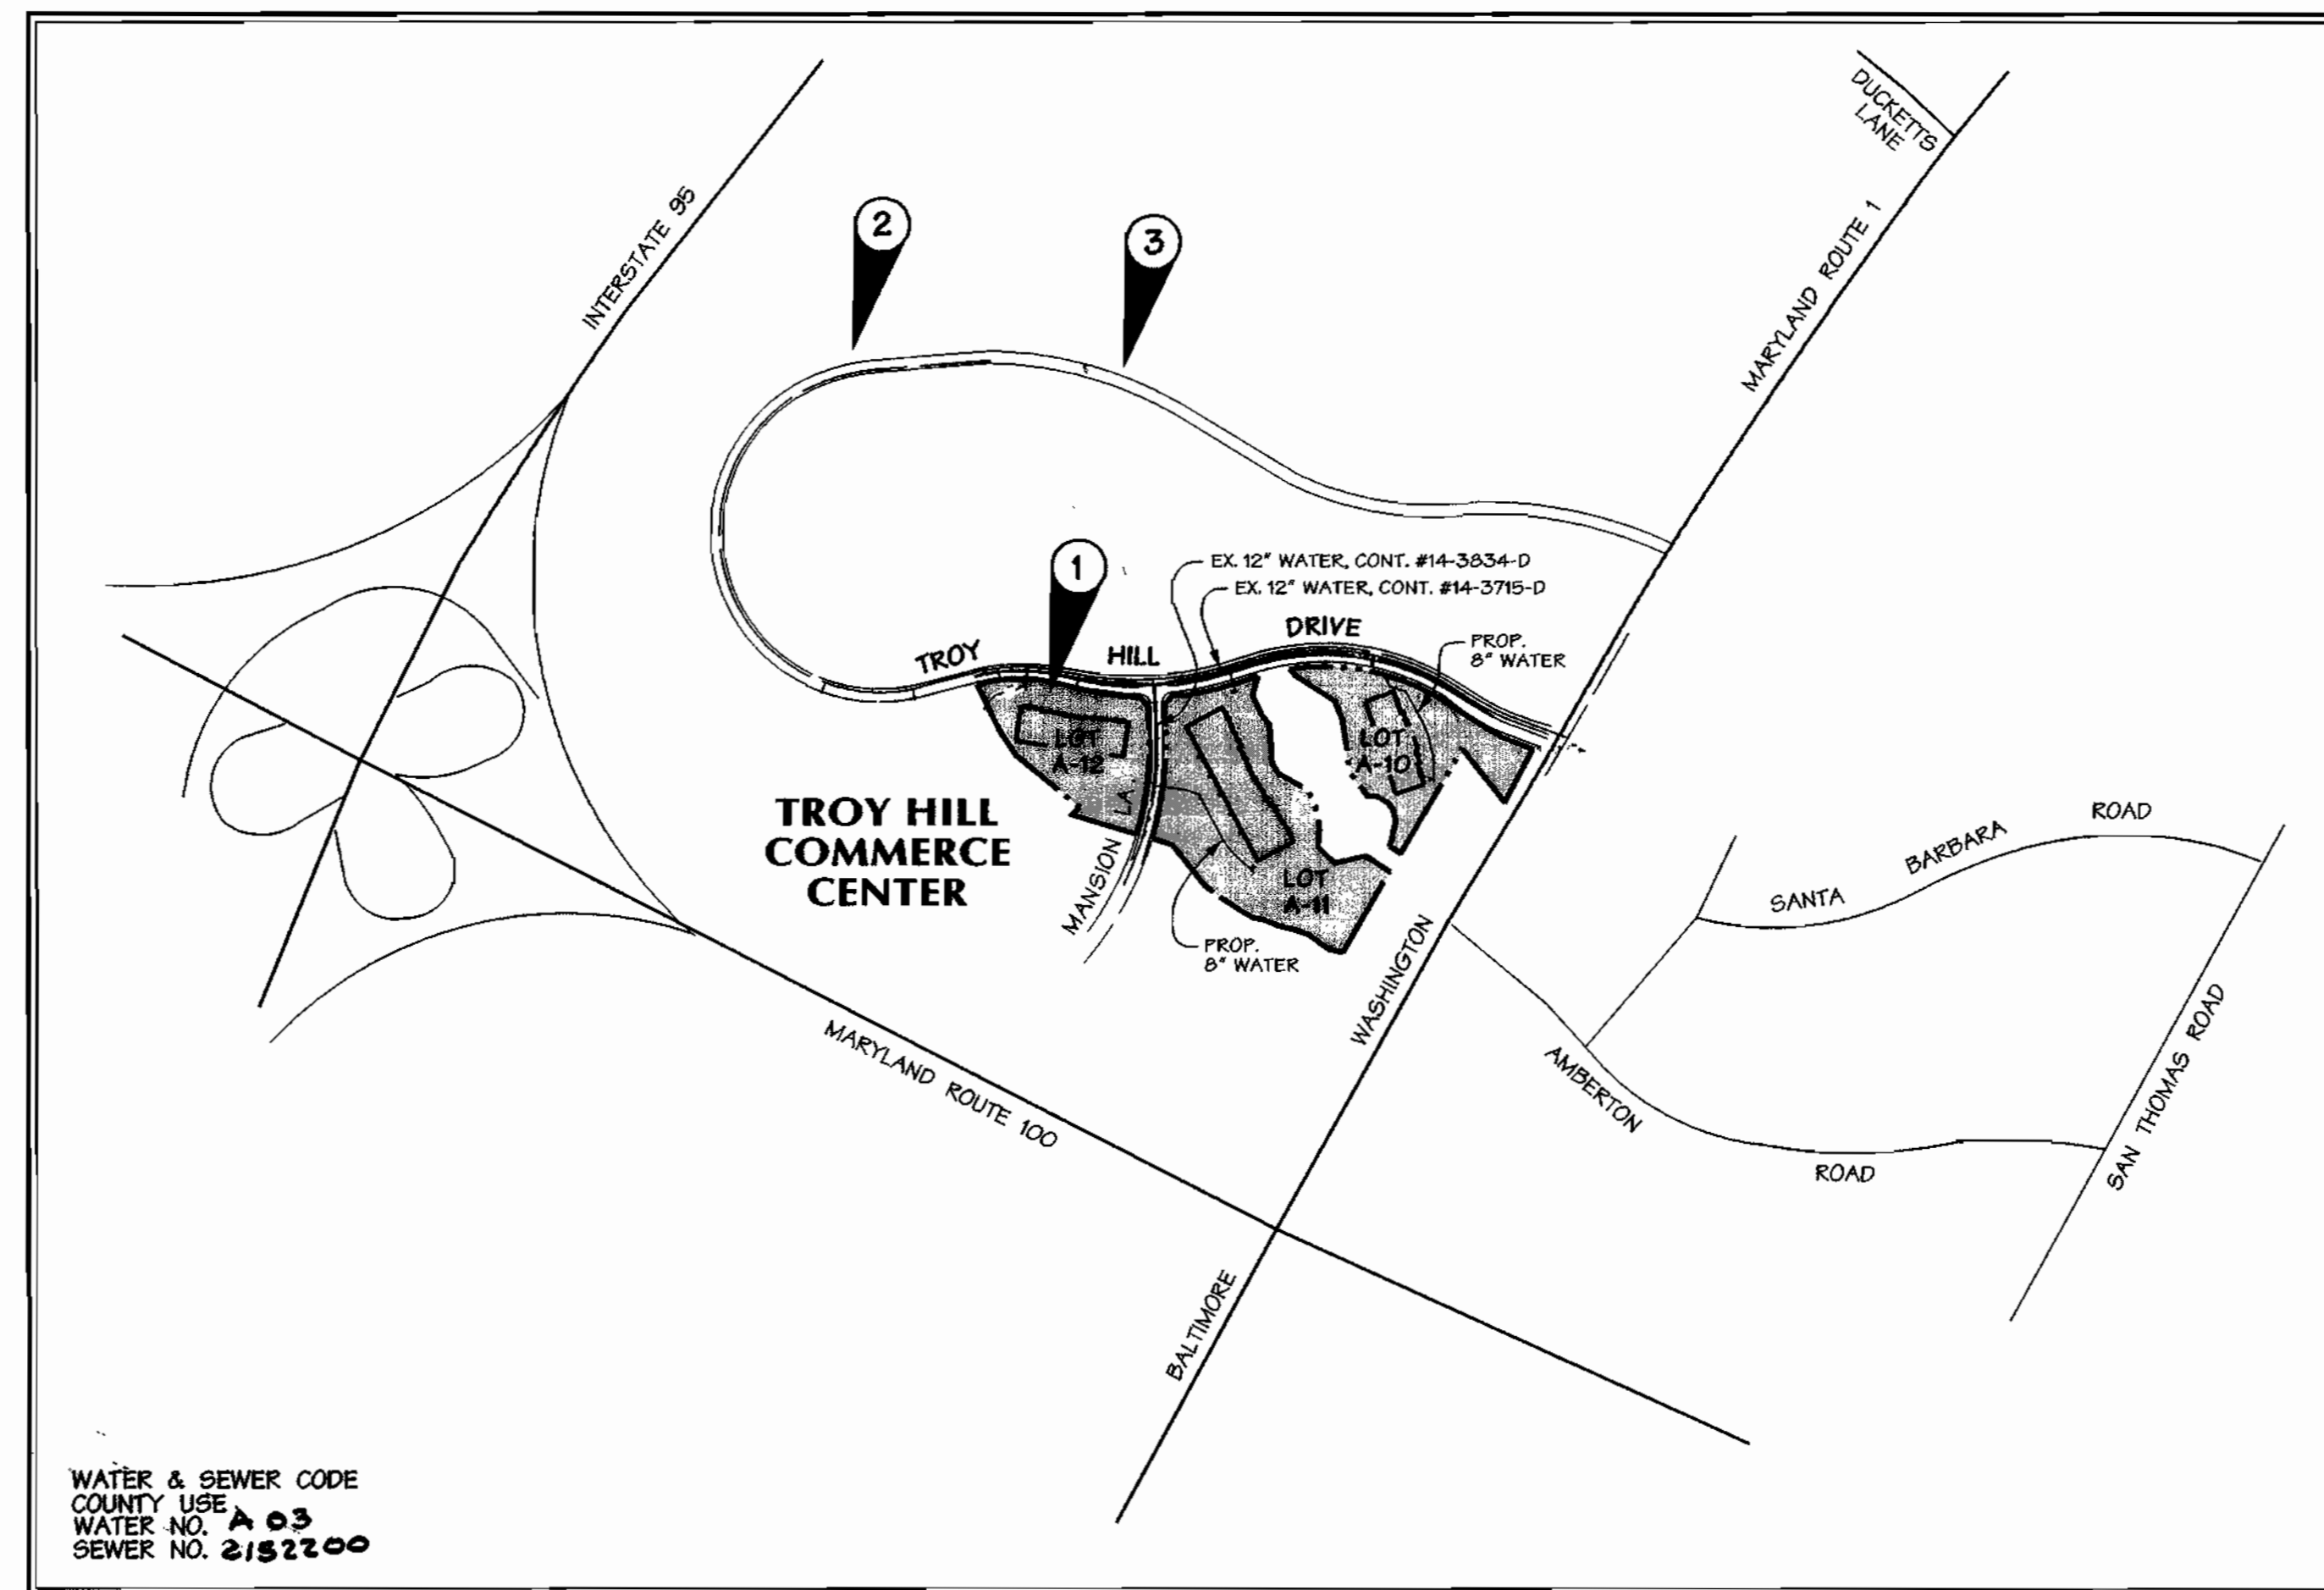 DUCKETTS
LANE
INTERSTATE 95
MARYLAND ROUTE 1
2
3
1
EX. 12" WATER, CONT. #14-3834-D
EX. 12" WATER, CONT. #14-3715-D
TROY HILL DRIVE
PROP.
8" WATER
LOT
A-12
LOT
A-10
TROY HILL
COMMERCE
CENTER
MANSION LA.
LOT
A-11
PROP.
8" WATER
SANTA BARBARA ROAD
BALTIMORE WASHINGTON
MARYLAND ROUTE 100
AMBERTON ROAD
SAN THOMAS ROAD
WATER & SEWER CODE
COUNTY USE
WATER NO. A 03
SEWER NO. 2152200